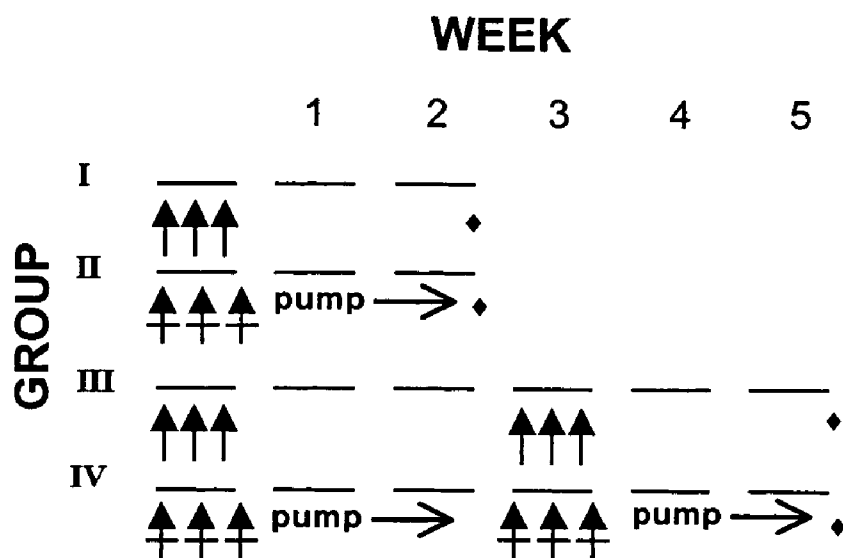 WEEK
1 2 3 4 5
GROUP
I
II
pump
III
IV
pump pump